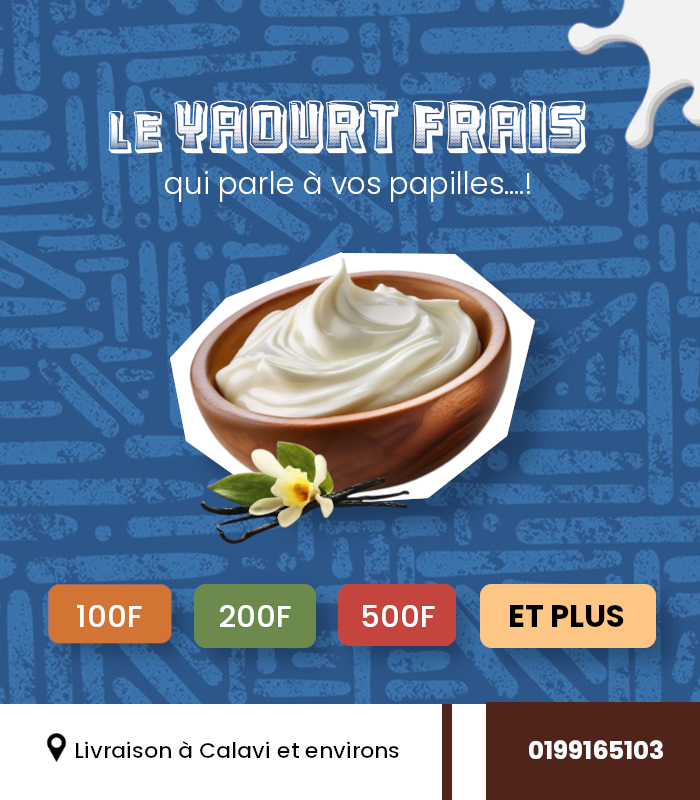 LE YAOURT FRAIS
qui parle à vos papilles....!
100F 200F 500F ET PLUS
Livraison à Calavi et environs 0199165103